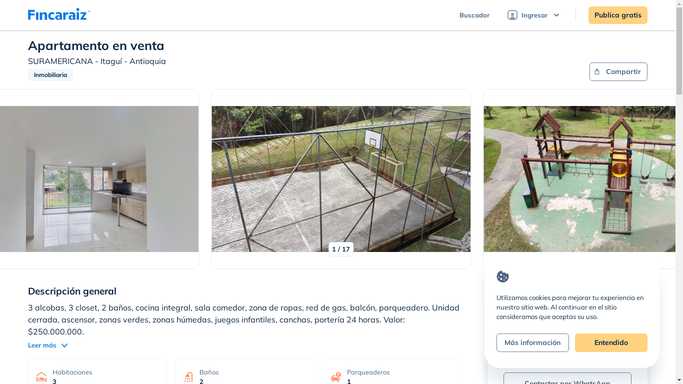 Fincaraiz
Buscador
Ingresar
Publica gratis
Apartamento en venta
SURAMERICANA - Itaguí - Antioquia
Inmobiliaria
Compartir
1 / 17
Descripción general
3 alcobas, 3 closet, 2 baños, cocina integral, sala comedor, zona de ropas, red de gas, balcón, parqueadero. Unidad
cerrada, ascensor, zonas verdes, zonas húmedas, juegos infantiles, canchas, portería 24 horas. Valor:
$250.000.000.
Leer más
Habitaciones
3
Baños
2
Parqueaderos
1
Utilizamos cookies para mejorar tu experiencia en
nuestro sitio web. Al continuar en el sitio
consideramos que aceptas su uso.
Más información
Entendido
Contactar por WhatsApp